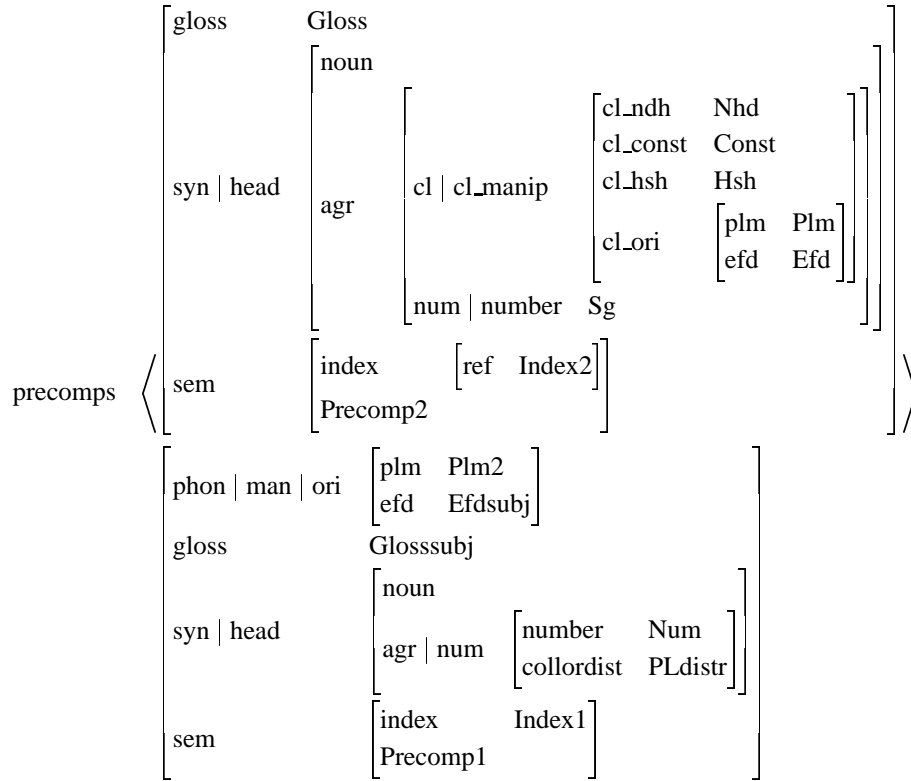 gloss Gloss
noun
cl_ndh Nhd
cl_const Const
cl_hsh Hsh
syn | head agr cl | cl_manip cl_ori plm Plm
efd Efd
num | number Sg
precomps sem index ref Index2
Precomp2
phon | man | ori plm Plm2
efd Efdsubj
gloss Glosssubj
noun
syn | head agr | num number Num
collordist PLdistr
sem index Index1
Precomp1